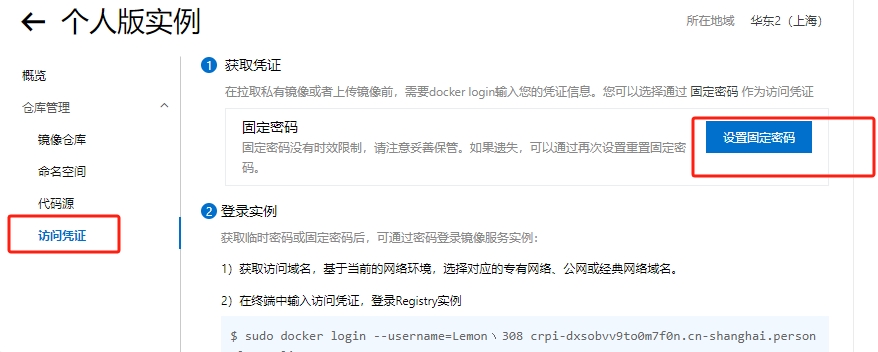 ← 个人版实例
所在地域 华东2（上海）
概览
仓库管理
镜像仓库
命名空间
代码源
访问凭证
1 获取凭证
在拉取私有镜像或者上传镜像前，需要docker login输入您的凭证信息。您可以选择通过 固定密码 作为访问凭证
固定密码
固定密码没有时效限制，请注意妥善保管。如果遗失，可以通过再次设置重置固定密
码。
设置固定密码
2 登录实例
获取临时密码或固定密码后，可通过密码登录镜像服务实例：
1）获取访问域名，基于当前的网络环境，选择对应的专有网络、公网或经典网络域名。
2）在终端中输入访问凭证，登录Registry实例
$ sudo docker login --username=Lemon丶308 crpi-dxsobvv9to0m7f0n.cn-shanghai.person